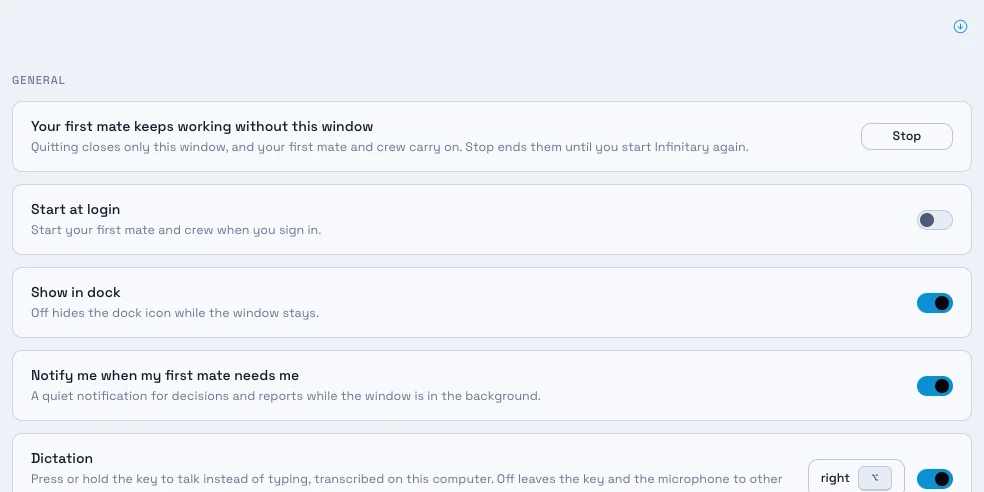 GENERAL
Your first mate keeps working without this window
Quitting closes only this window, and your first mate and crew carry on. Stop ends them until you start Infinitary again.
Stop
Start at login
Start your first mate and crew when you sign in.
Show in dock
Off hides the dock icon while the window stays.
Notify me when my first mate needs me
A quiet notification for decisions and reports while the window is in the background.
Dictation
Press or hold the key to talk instead of typing, transcribed on this computer. Off leaves the key and the microphone to other
right ⌥